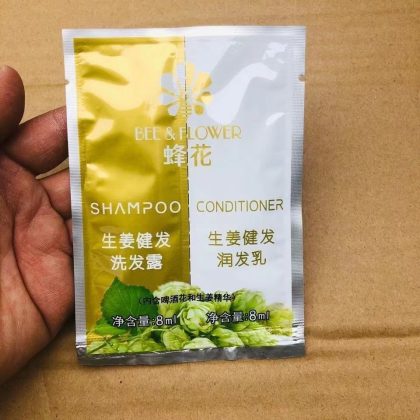 BEE & FLOWER
蜂花
SHAMPOO
生姜健发
洗发露
CONDITIONER
生姜健发
润发乳
(内含啤酒花和生姜精华)
净含量:8ml
净含量:8ml